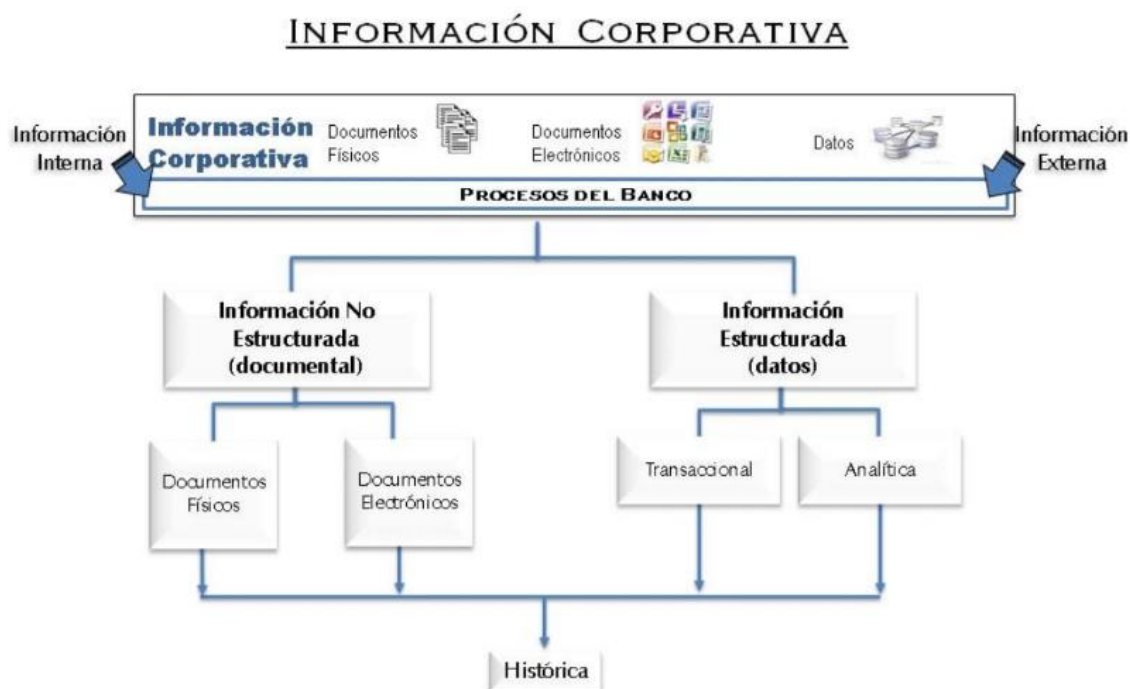 INFORMACIÓN CORPORATIVA
Información
Interna
Información
Corporativa
Documentos
Físicos
Documentos
Electrónicos
Datos
Información
Externa
PROCESOS DEL BANCO
Información No
Estructurada
(documental)
Información
Estructurada
(datos)
Documentos
Físicos
Documentos
Electrónicos
Transaccional
Analítica
Histórica